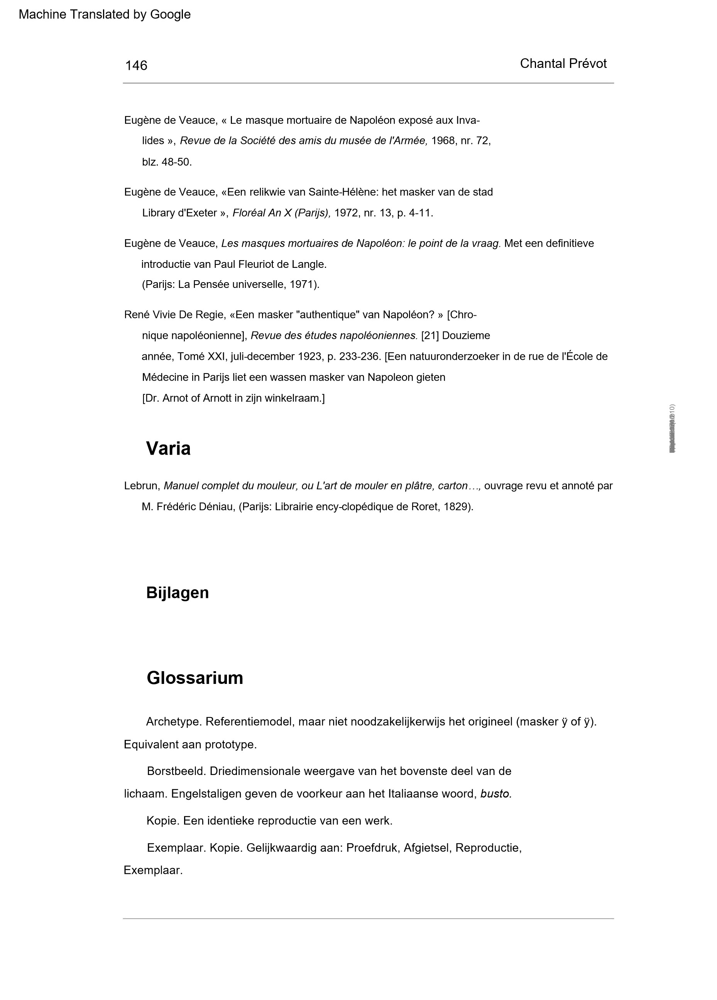 Machine Translated by Google
146
Chantal Prévot
Eugène de Veauce, « Le masque mortuaire de Napoléon exposé aux Inva-
lides », Revue de la Société des amis du musée de l'Armée, 1968, nr. 72,
blz. 48-50.
Eugène de Veauce, «Een relikwie van Sainte-Hélène: het masker van de stad
Library d'Exeter », Floréal An X (Parijs), 1972, nr. 13, p. 4-11.
Eugène de Veauce, Les masques mortuaires de Napoléon: le point de la vraag. Met een definitieve
introductie van Paul Fleuriot de Langle.
(Parijs: La Pensée universelle, 1971).
René Vivie De Regie, «Een masker "authentique" van Napoléon? » [Chro-
nique napoléonienne], Revue des études napoléoniennes. [21] Douzieme
année, Tomé XXI, juli-december 1923, p. 233-236. [Een natuuronderzoeker in de rue de l'École de
Médecine in Parijs liet een wassen masker van Napoleon gieten
[Dr. Arnot of Arnott in zijn winkelraam.]
Varia
Lebrun, Manuel complet du mouleur, ou L'art de mouler en plâtre, carton…, ouvrage revu et annoté par
M. Frédéric Déniau, (Parijs: Librairie ency-clopédique de Roret, 1829).
Bijlagen
Glossarium
Archetype. Referentiemodel, maar niet noodzakelijkerwijs het origineel (masker ÿ of ÿ).
Equivalent aan prototype.
Borstbeeld. Driedimensionale weergave van het bovenste deel van de
lichaam. Engelstaligen geven de voorkeur aan het Italiaanse woord, busto.
Kopie. Een identieke reproductie van een werk.
Exemplaar. Kopie. Gelijkwaardig aan: Proefdruk, Afgietsel, Reproductie,
Exemplaar.